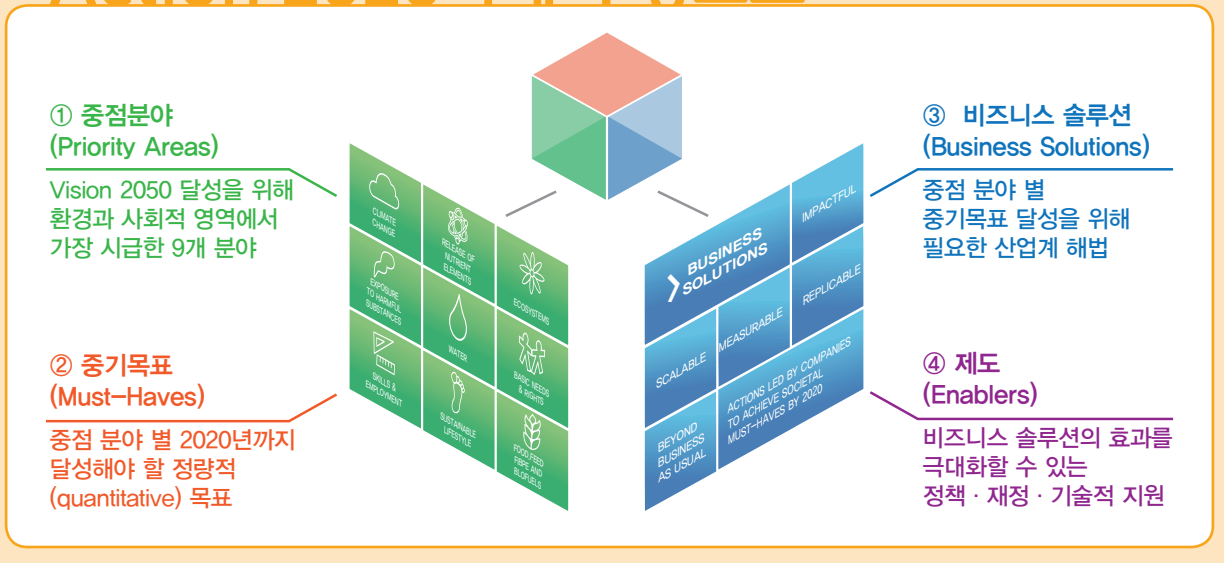 ① 중점분야
(Priority Areas)
Vision 2050 달성을 위해
환경과 사회적 영역에서
가장 시급한 9개 분야
② 중기목표
(Must-Haves)
중점 분야 별 2020년까지
달성해야 할 정량적
(quantitative) 목표
CLIMATE
CHANGE
RELEASE OF
NUTRIENT
ELEMENTS
ECOSYSTEMS
EXPOSURE
TO HARMFUL
SUBSTANCES
WATER
BASIC NEEDS
& RIGHTS
SKILLS &
EMPLOYMENT
SUSTAINABLE
LIFESTYLE
FOOD,FEED
FIBPE AND
BLOFUELS
BUSINESS
SOLUTIONS
IMPACTFUL
SCALABLE
MEASURABLE
REPLICABLE
BEYOND
BUSINESS
AS USUAL
ACTIONS LED BY COMPANIES
TO ACHIEVE SOCIETAL
MUST-HAVES BY 2020
③ 비즈니스 솔루션
(Business Solutions)
중점 분야 별
중기목표 달성을 위해
필요한 산업계 해법
④ 제도
(Enablers)
비즈니스 솔루션의 효과를
극대화할 수 있는
정책 · 재정 · 기술적 지원